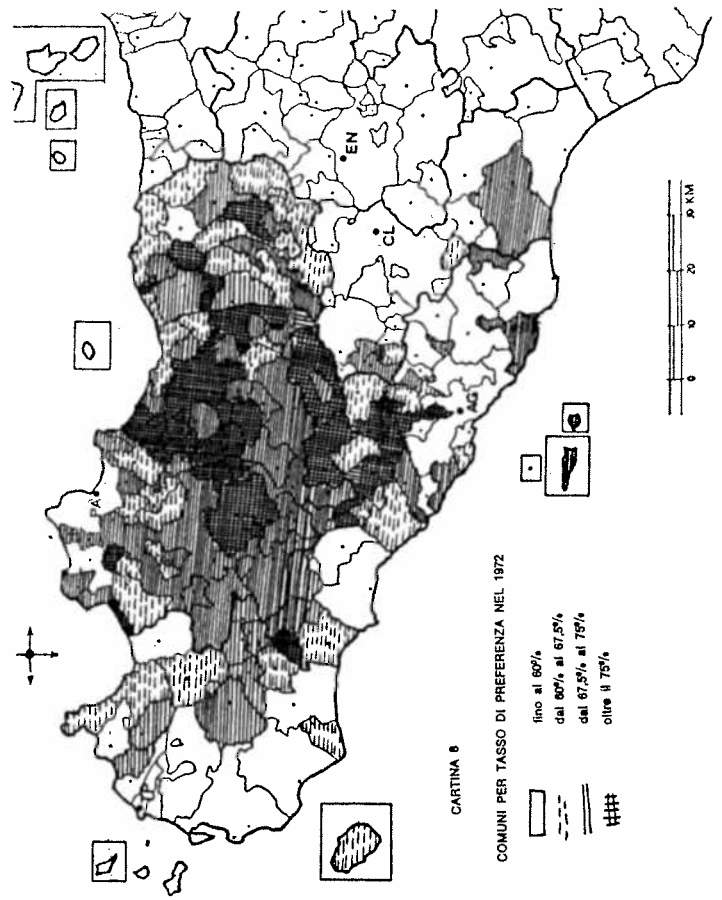 PA
EN
CL
AG
0 10 20 30 KM
CARTINA 8
COMUNI PER TASSO DI PREFERENZA NEL 1972
fino al 60%
dal 60% al 67,5%
dal 67,5% al 75%
oltre il 75%